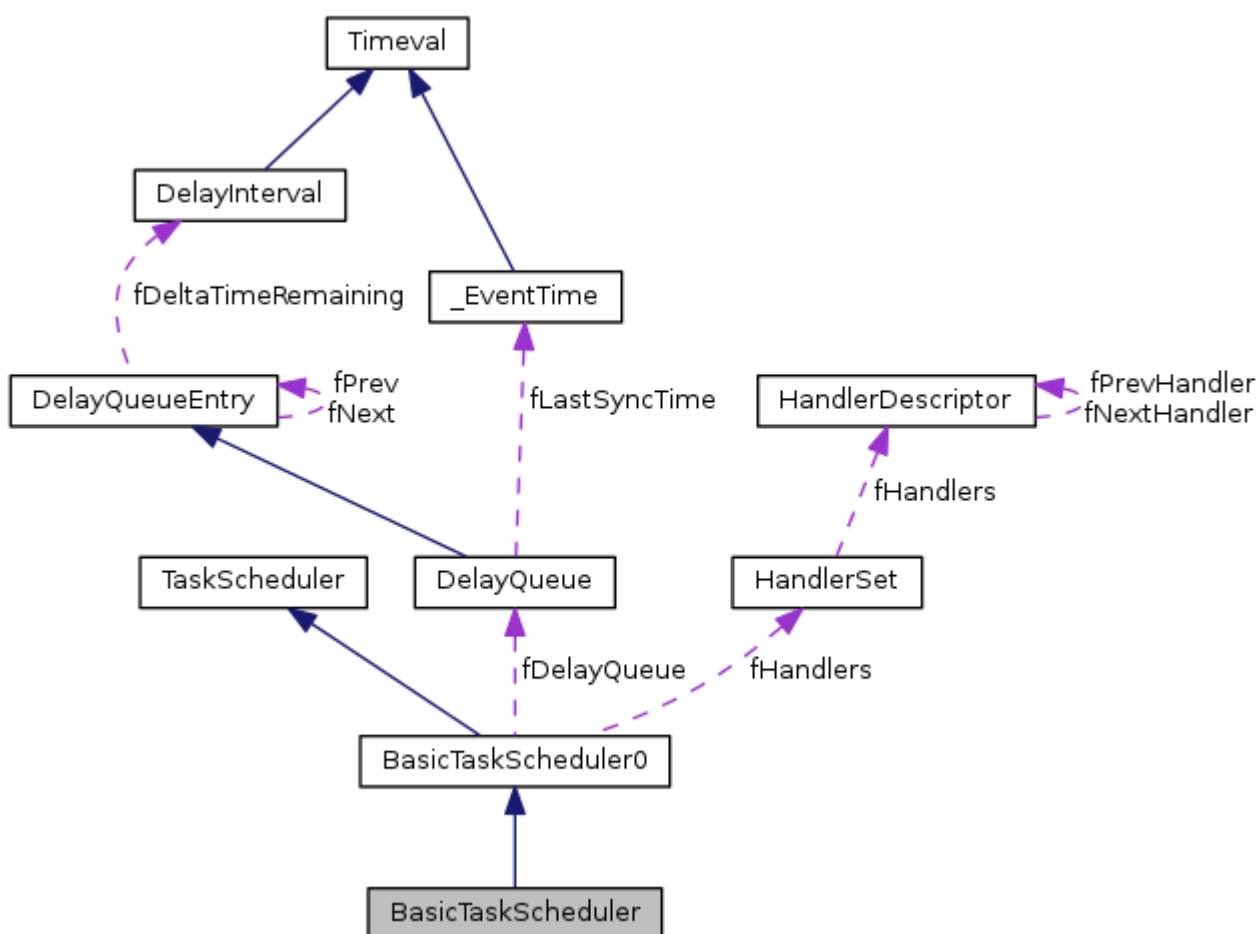 Timeval
DelayInterval
fDeltaTimeRemaining
_EventTime
DelayQueueEntry
fPrev
fNext
fLastSyncTime
HandlerDescriptor
fPrevHandler
fNextHandler
fHandlers
TaskScheduler
DelayQueue
HandlerSet
fDelayQueue
fHandlers
BasicTaskScheduler0
BasicTaskScheduler